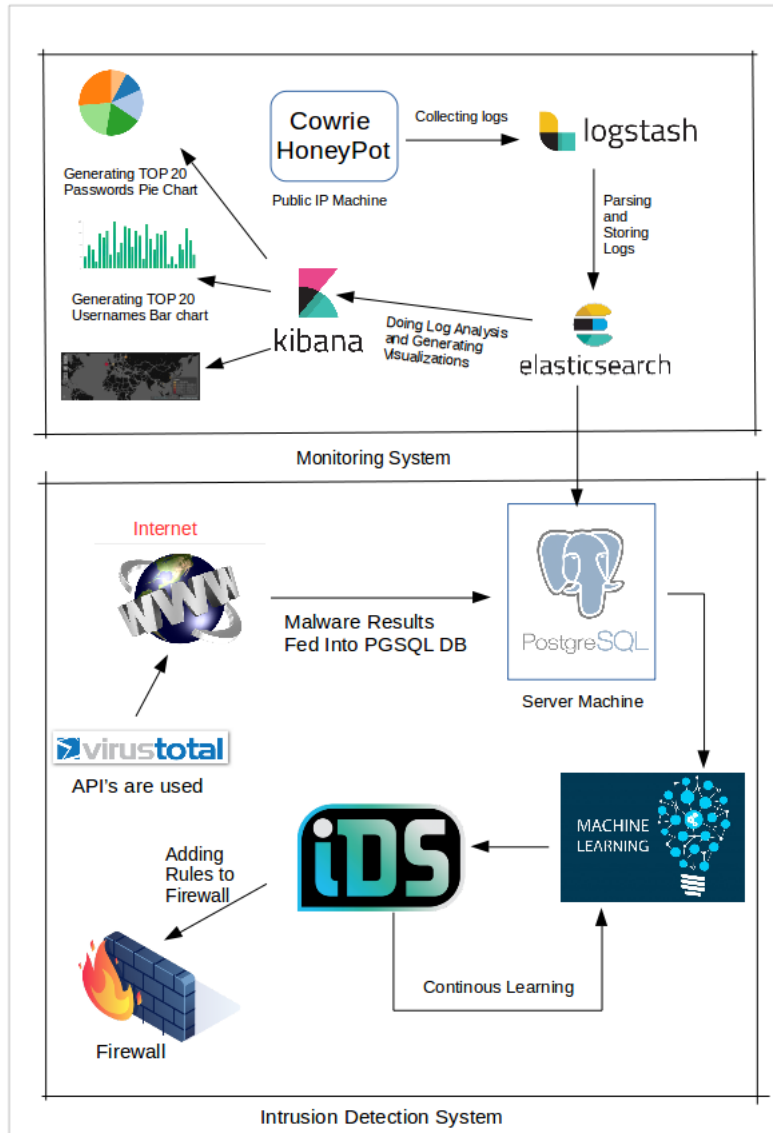 Cowrie
HoneyPot
Public IP Machine
Collecting logs
logstash
Parsing
and
Storing
Logs
elasticsearch
Doing Log Analysis
and Generating
Visualizations
kibana
Generating TOP 20
Passwords Pie Chart
Generating TOP 20
Usernames Bar chart
Monitoring System
Internet
WWW
Malware Results
Fed Into PGSQL DB
PostgreSQL
Server Machine
virustotal
API's are used
MACHINE
LEARNING
iDS
Adding
Rules to
Firewall
Continous Learning
Firewall
Intrusion Detection System